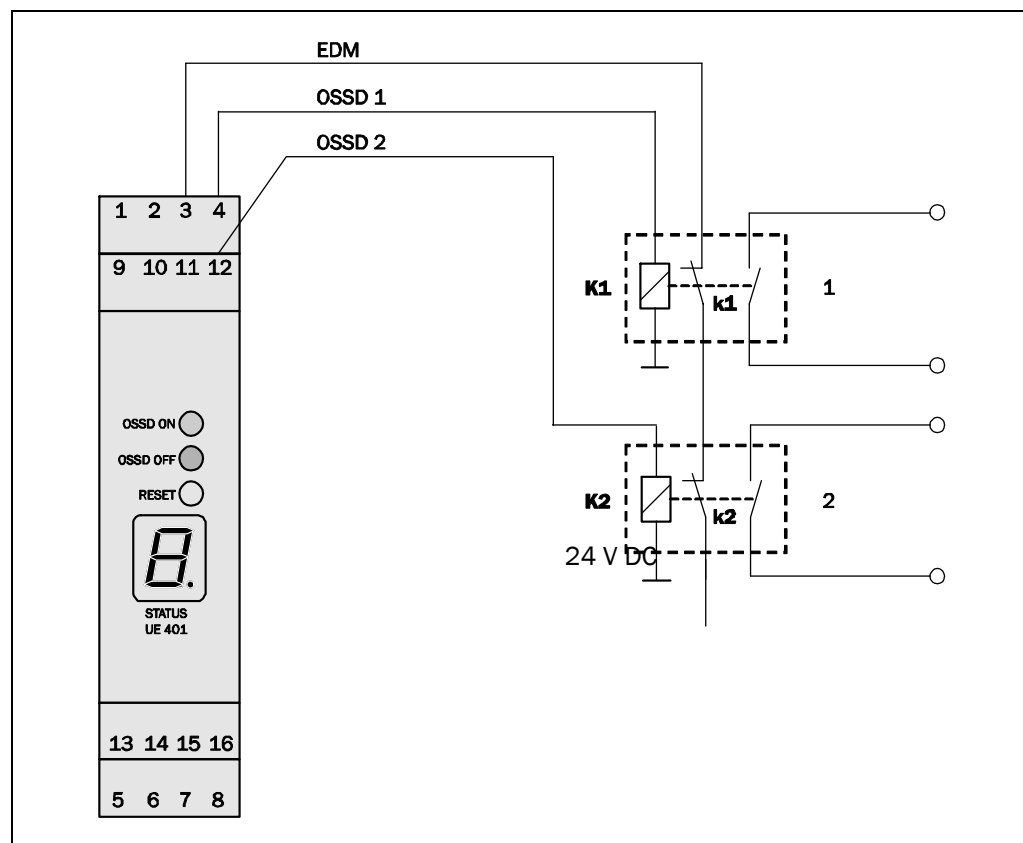 EDM
OSSD 1
OSSD 2
1 2 3 4
9 10 11 12
K1
k1
1
OSSD ON
OSSD OFF
RESET
K2
k2
2
24 V DC
8.
STATUS
UE 401
13 14 15 16
5 6 7 8